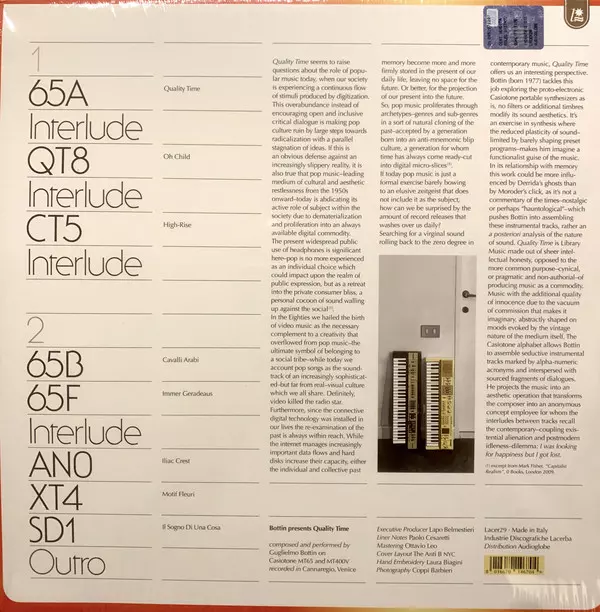 1
65A
Quality Time
Interlude
QT8
Oh Child
Interlude
CT5
High-Rise
Interlude
2
65B
Cavalli Arabi
65F
Immer Geradeaus
Interlude
AN0
Iliac Crest
XT4
Motif Fleuri
SD1
Il Sogno Di Una Cosa
Outro
Quality Time seems to raise
questions about the role of popu-
lar music today, when our society
is experiencing a continuous flow
of stimuli produced by digitization.
This overabundance instead of
encouraging open and inclusive
critical dialogue is making pop
culture ruin by large steps towards
radicalization with a parallel
stagnation of ideas. If this is
an obvious defense against an
increasingly slippery reality, it is
also true that pop music–leading
medium of cultural and aesthetic
restlessness from the 1950s
onward–today is abdicating its
active role of subject within the
society due to dematerialization
and proliferation into an always
available digital commodity.
The present widespread public
use of headphones is significant
here–pop is no more experienced
as an individual choice which
could impact upon the realm of
public expression, but as a retreat
into the private consumer bliss, a
personal cocoon of sound walling
up against the social(1).
In the Eighties we hailed the birth
of video music as the necessary
complement to a creativity that
overflowed from pop music–the
ultimate symbol of belonging to
a social tribe–while today we
account pop songs as the sound-
track of an increasingly sophisticat-
ed–but far from real–visual culture
which we all share. Definitely,
video killed the radio star.
Furthermore, since the connective
digital technology was installed in
our lives the re-examination of the
past is always within reach. While
the internet manages increasingly
important data flows and hard
disks increase their capacity, either
the individual and collective past
memory become more and more
firmly stored in the present of our
daily life, leaving no space for the
future. Or better, for the projection
of our present into the future.
So, pop music proliferates through
archetypes–genres and sub-genres
in a sort of natural cloning of the
past–accepted by a generation
born into an anti-mnemonic blip
culture, a generation for whom
time has always come ready-cut
into digital micro-slices(1).
If today pop music is just a
formal exercise barely bowing
to an elusive zeitgeist that does
not include it as the subject,
how can we be surprised by the
amount of record releases that
washes over us daily?
Searching for a virginal sound
rolling back to the zero degree in
contemporary music, Quality Time
offers us an interesting perspective.
Bottin (born 1977) tackles this
job exploring the proto-electronic
Casiotone portable synthesizers as
is, no filters or additional timbres
modify its sound aesthetics. It's
an exercise in synthesis where
the reduced plasticity of sound–
limited by barely shaping preset
programs–makes him imagine a
functionalist guise of the music.
In its relationship with memory
this work could be more influ-
enced by Derrida's ghosts than
by Moroder's clock, as it's not a
commentary of the times–nostalgic
or perhaps "hauntological"–which
pushes Bottin into assembling
these instrumental tracks, rather than
a posteriori analysis of the nature
of sound. Quality Time is Library
Music made out of sheer intel-
lectual interest, opposed to the
more common purpose–cynical,
or pragmatic and non-authorial–of
producing music as a commodity.
Music with the additional quality
of innocence due to the vacuum
of commission that makes it
imaginary, abstractly shaped on
moods evoked by the vintage
nature of the medium itself. The
Casiotone alphabet allows Bottin
to assemble seductive instrumental
tracks marked by alpha-numeric
acronyms and interspersed with
sourced fragments of dialogues.
He projects the music into an
aesthetic operation that transforms
the composer into an anonymous
concept employee for whom the
interludes between tracks recall
the contemporary–coupling exis-
tential alienation and postmodern
idleness–dilemma: I was looking
for happiness but I got lost.
(1) excerpt from Mark Fisher, "Capitalist
Realism", 0 Books, London 2009.
Bottin presents Quality Time
composed and performed by
Guglielmo Bottin on
Casiotone MT65 and MT400V
recorded in Cannaregio, Venice
Executive Producer Lapo Belmestieri
Liner Notes Paolo Cesaretti
Mastering Ottavio Leo
Cover Layout The Anti B NYC
Hand Embroidery Laura Biagini
Photography Coppi Barbieri
Lacer29 - Made in Italy
Industrie Discografiche Lacerba
Distribution Audioglobe